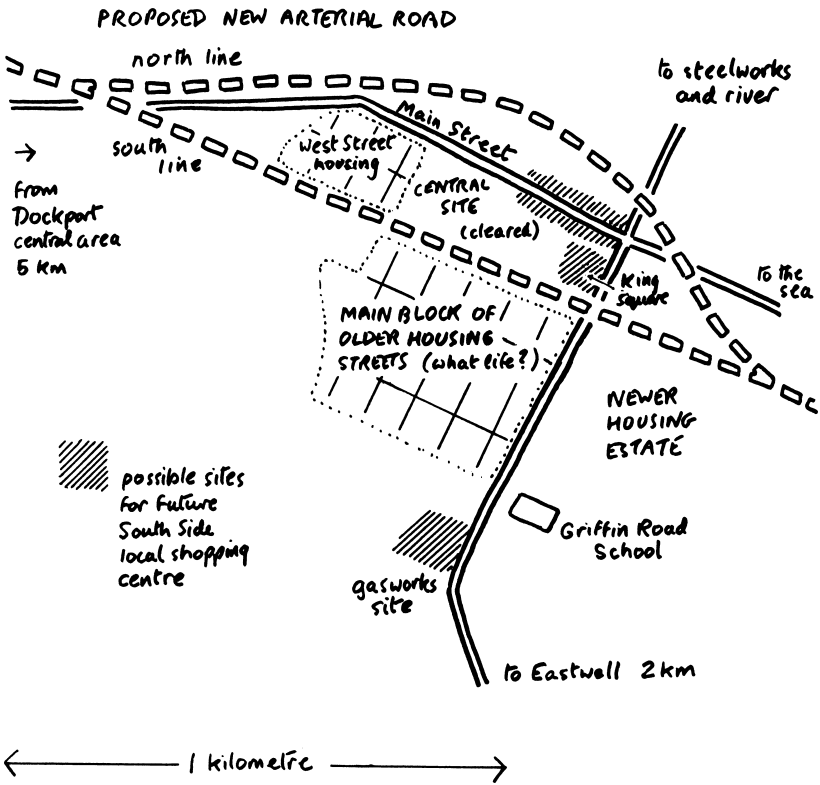 PROPOSED NEW ARTERIAL ROAD
north line
to steelworks
and river
Main Street
south
line
West Street
housing
from
Dockport
central area
5 km
CENTRAL
SITE
(cleared)
King
Square
to the
sea
MAIN BLOCK OF
OLDER HOUSING
STREETS (what life?)
NEWER
HOUSING
ESTATE
possible sites
for future
South Side
local shopping
centre
Griffin Road
School
gasworks
site
to Eastwell 2 km
1 kilometre